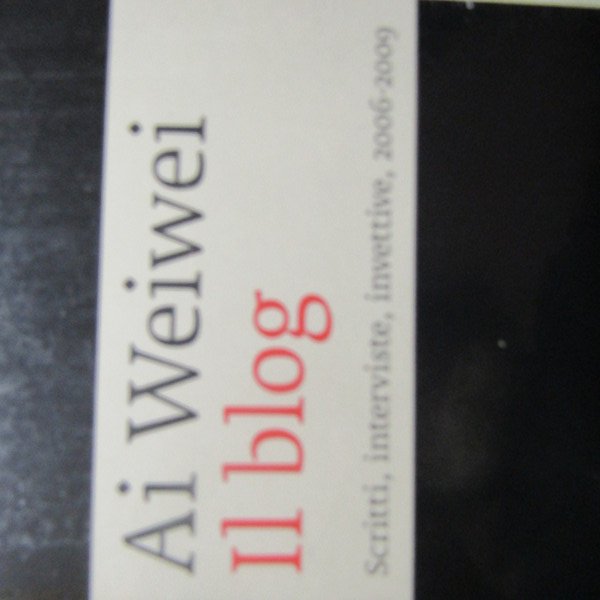 Ai Weiwei
Il blog
Scritti, interviste, invettive, 2006-2009